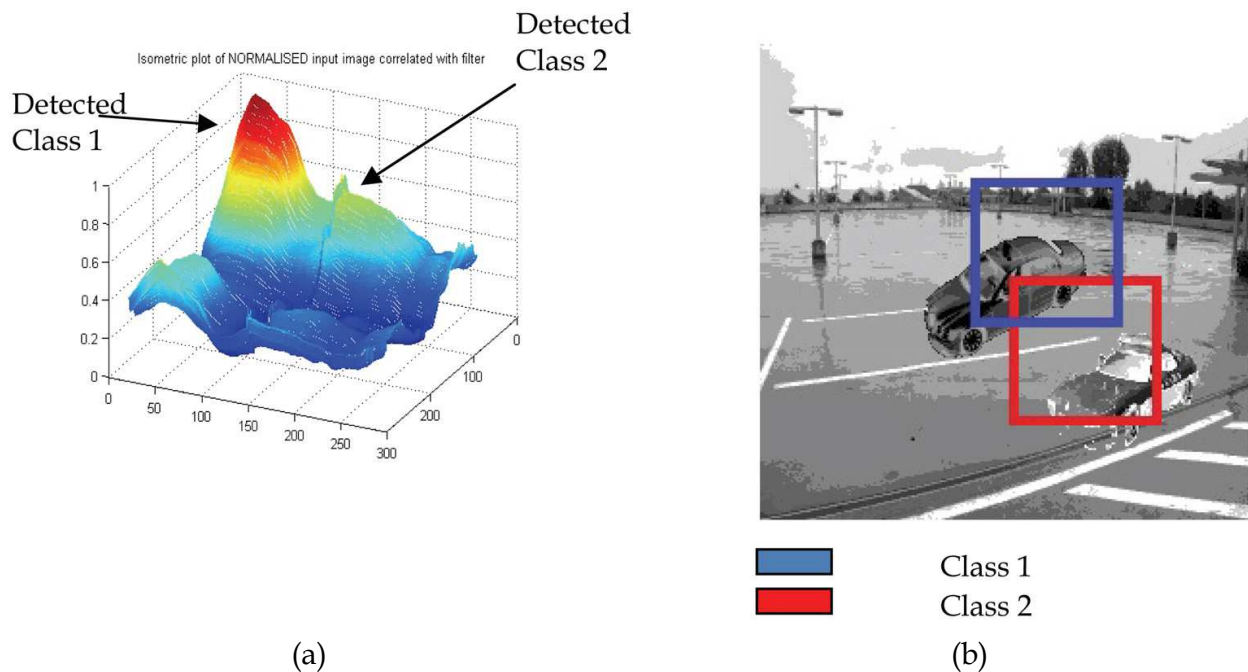 Detected
Class 2
Isometric plot of NORMALISED input image correlated with filter
Detected
Class 1
1
0.8
0.6
0.4
0.2
0
0
50
100
150
200
250
300
200
100
0
Class 1
Class 2
(a)
(b)